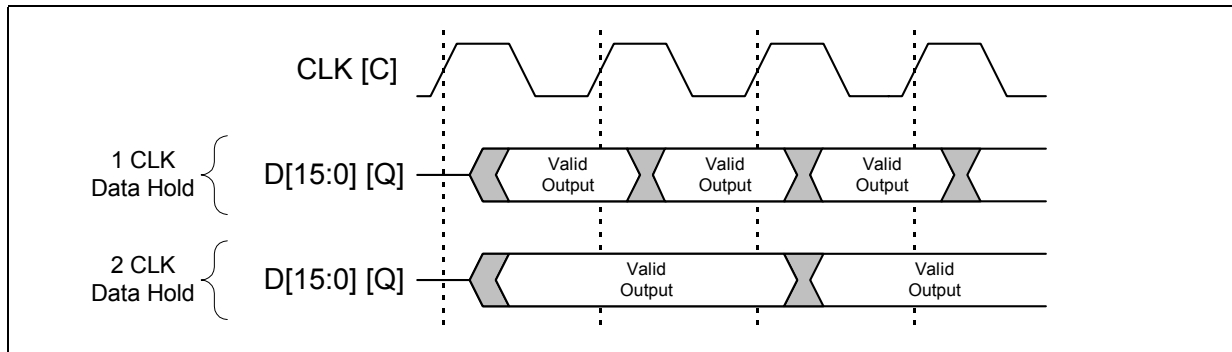 CLK [C]
1 CLK
Data Hold
D[15:0] [Q]
Valid
Output
Valid
Output
Valid
Output
2 CLK
Data Hold
D[15:0] [Q]
Valid
Output
Valid
Output